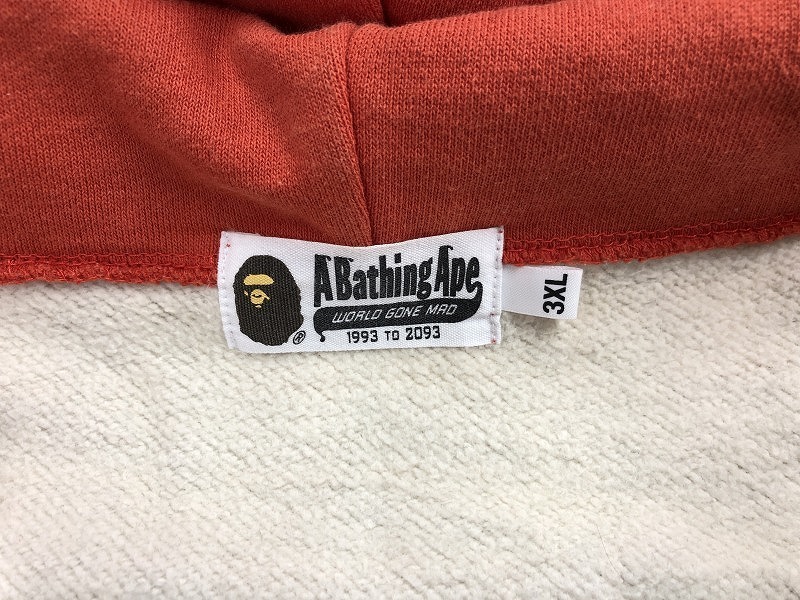 A Bathing Ape
WORLD GONE MAD
1993 TO 2093
®
3XL